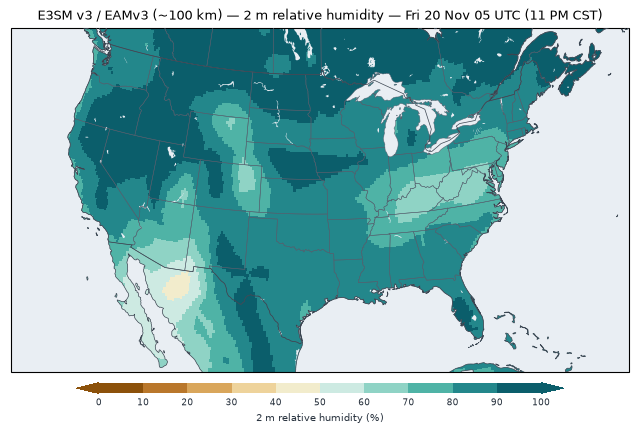 E3SM v3 / EAMv3 (~100 km) — 2 m relative humidity — Fri 20 Nov 05 UTC (11 PM CST)
0 10 20 30 40 50 60 70 80 90 100
2 m relative humidity (%)